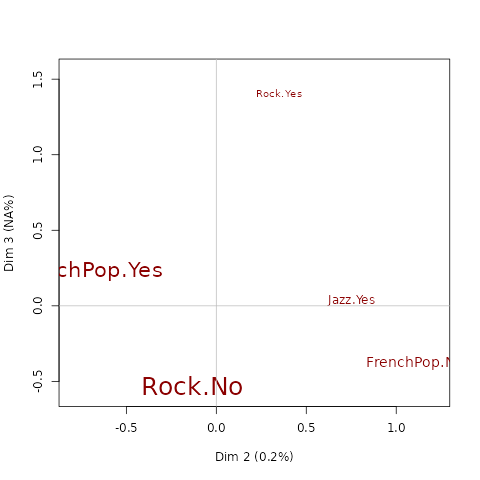 1.5
Rock.Yes
1.0
Dim 3 (NA%)
0.5
chPop.Yes
Jazz.Yes
0.0
FrenchPop.N
Rock.No
-0.5
-0.5 0.0 0.5 1.0
Dim 2 (0.2%)